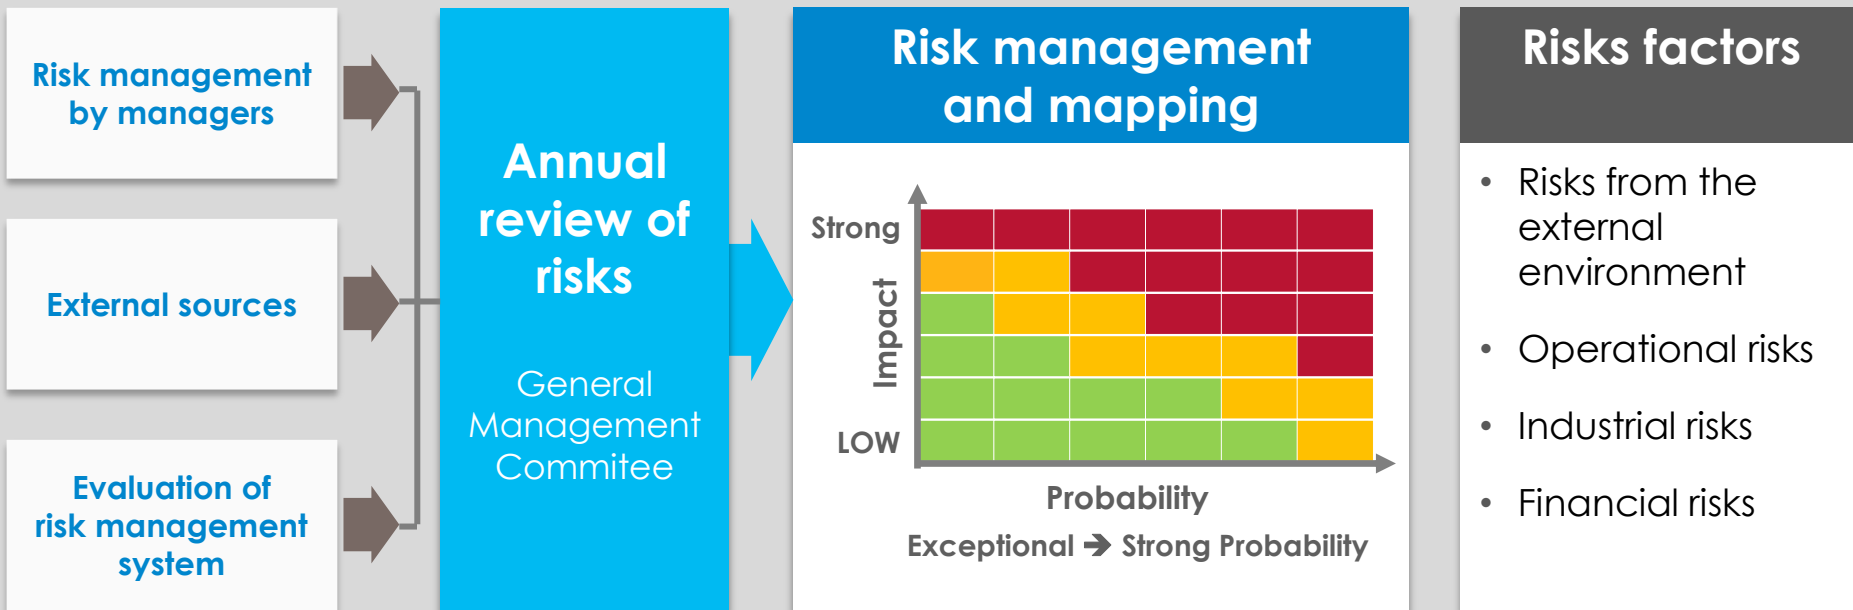 Risk management
by managers
External sources
Evaluation of
risk management
system
Annual
review of
risks
General
Management
Commitee
Risk management
and mapping
Strong
Impact
LOW
Probability
Exceptional ➔ Strong Probability
Risks factors
• Risks from the
external
environment
• Operational risks
• Industrial risks
• Financial risks